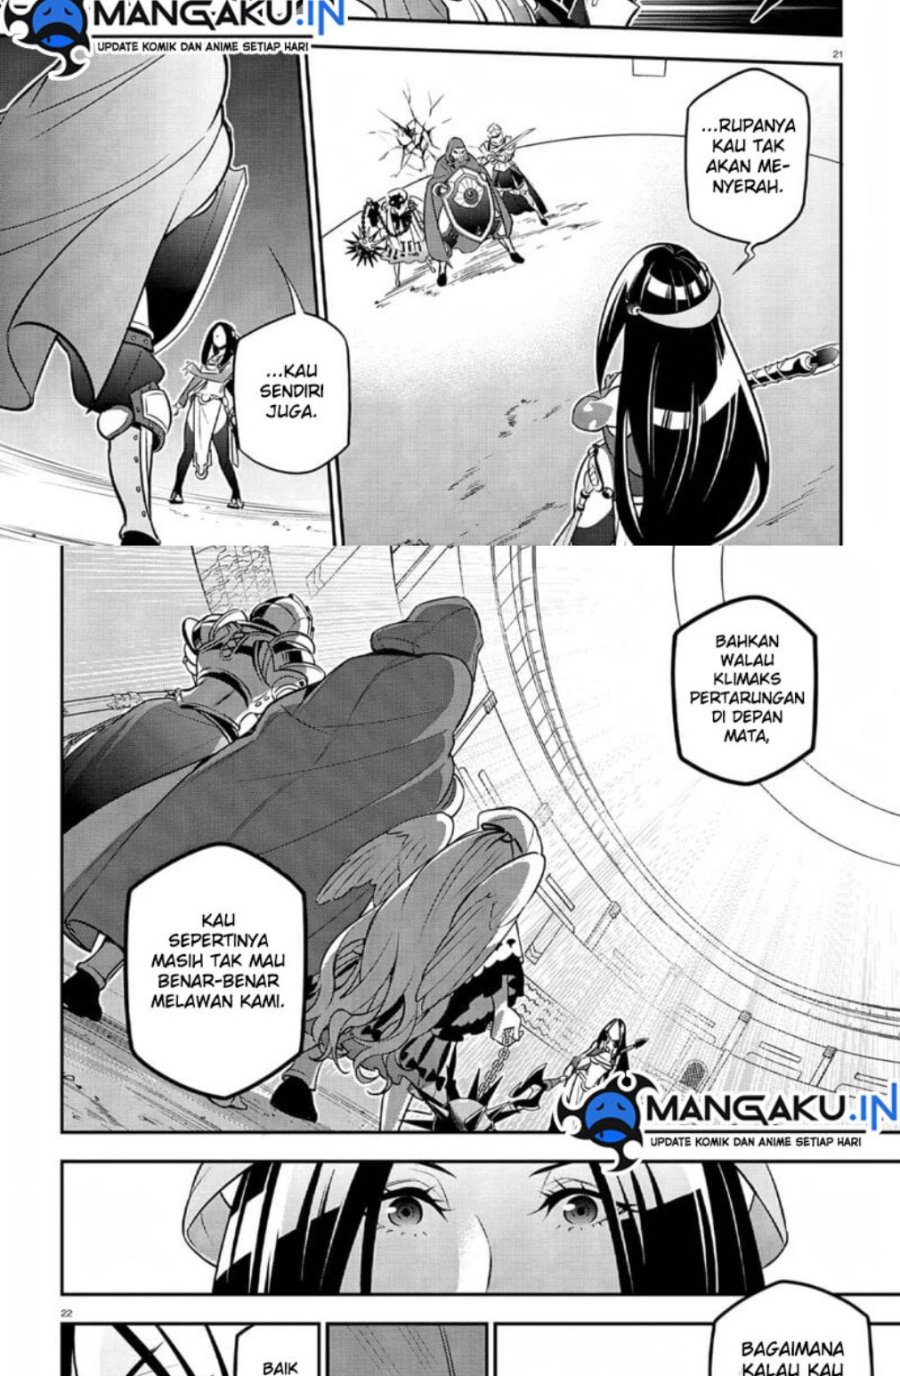 MANGAKU.IN
UPDATE KOMIK DAN ANIME SETIAP HARI
21
...RUPANYA
KAU TAK
AKAN ME-
NYERAH.
...KAU
SENDIRI
JUGA.
BAHKAN
WALAU
KLIMAKS
PERTARUNGAN
DI DEPAN
MATA,
KAU
SEPERTINYA
MASIH TAK MAU
BENAR-BENAR
MELAWAN KAMI.
MANGAKU.IN
UPDATE KOMIK DAN ANIME SETIAP HARI
22
BAGAIMANA
KALAU KAU
BAIK